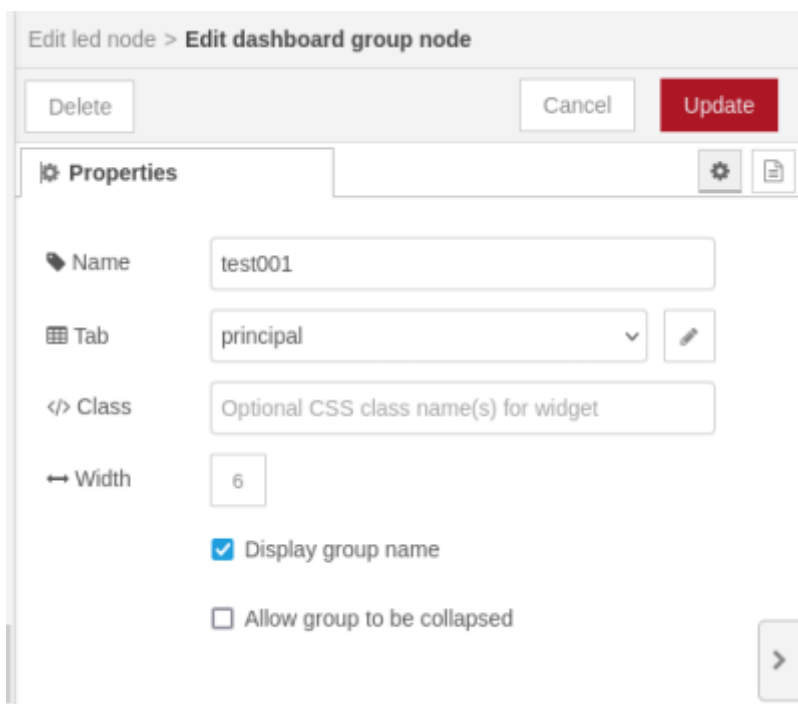 Edit led node > Edit dashboard group node
Delete Cancel Update
Properties
Name test001
Tab principal
</> Class Optional CSS class name(s) for widget
Width 6
Display group name
Allow group to be collapsed